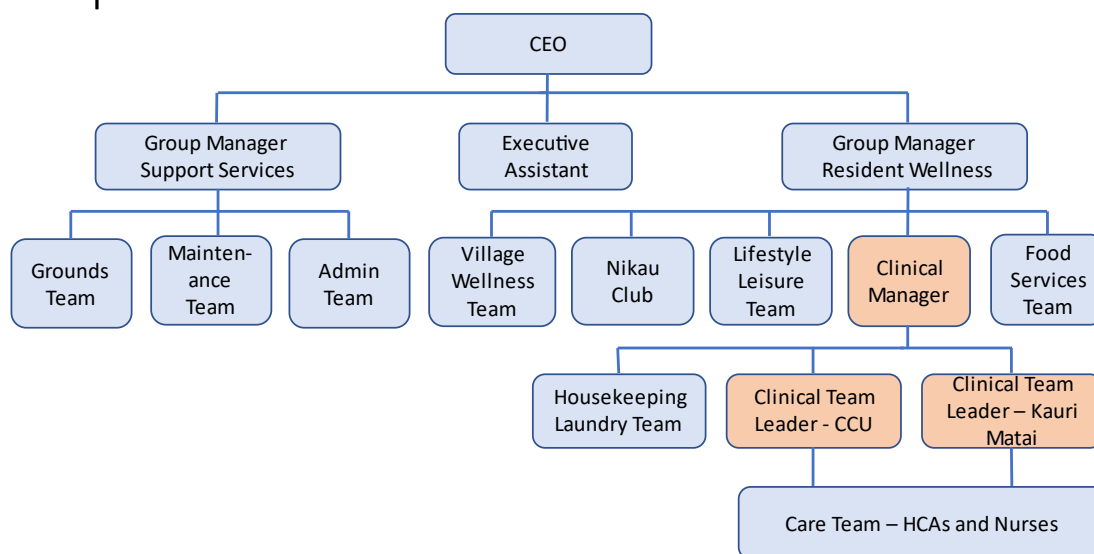 CEO
Group Manager
Support Services
Executive
Assistant
Group Manager
Resident Wellness
Grounds
Team
Mainten-
ance
Team
Admin
Team
Village
Wellness
Team
Nikau
Club
Lifestyle
Leisure
Team
Clinical
Manager
Food
Services
Team
Housekeeping
Laundry Team
Clinical Team
Leader - CCU
Clinical Team
Leader – Kauri
Matai
Care Team – HCAs and Nurses